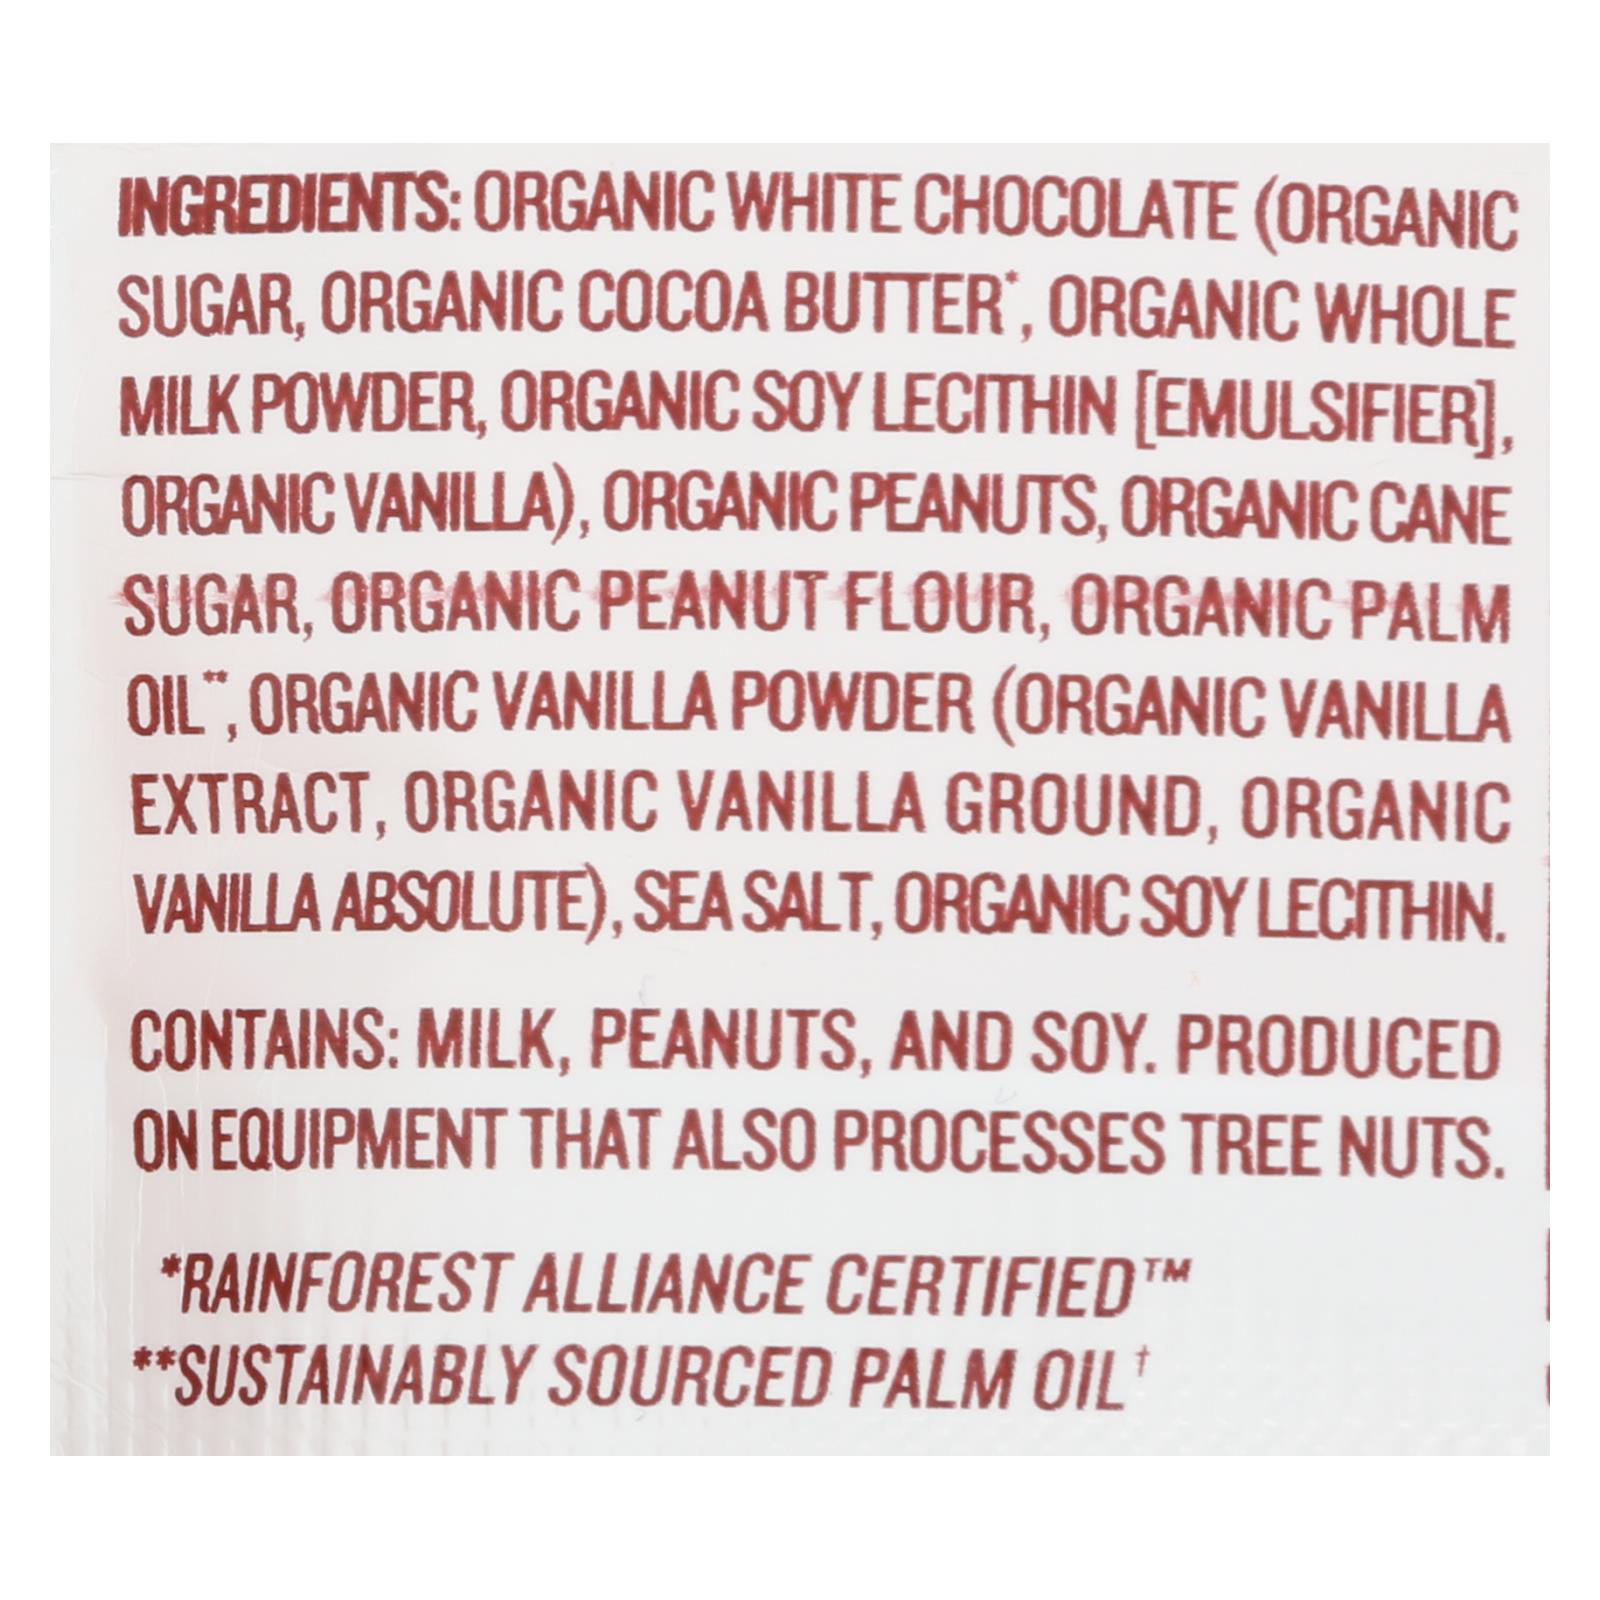 INGREDIENTS: ORGANIC WHITE CHOCOLATE (ORGANIC
SUGAR, ORGANIC COCOA BUTTER*, ORGANIC WHOLE
MILK POWDER, ORGANIC SOY LECITHIN [EMULSIFIER],
ORGANIC VANILLA), ORGANIC PEANUTS, ORGANIC CANE
SUGAR, ORGANIC PEANUT FLOUR, ORGANIC PALM
OIL**, ORGANIC VANILLA POWDER (ORGANIC VANILLA
EXTRACT, ORGANIC VANILLA GROUND, ORGANIC
VANILLA ABSOLUTE), SEA SALT, ORGANIC SOY LECITHIN.
CONTAINS: MILK, PEANUTS, AND SOY. PRODUCED
ON EQUIPMENT THAT ALSO PROCESSES TREE NUTS.
*RAINFOREST ALLIANCE CERTIFIED™
**SUSTAINABLY SOURCED PALM OIL†